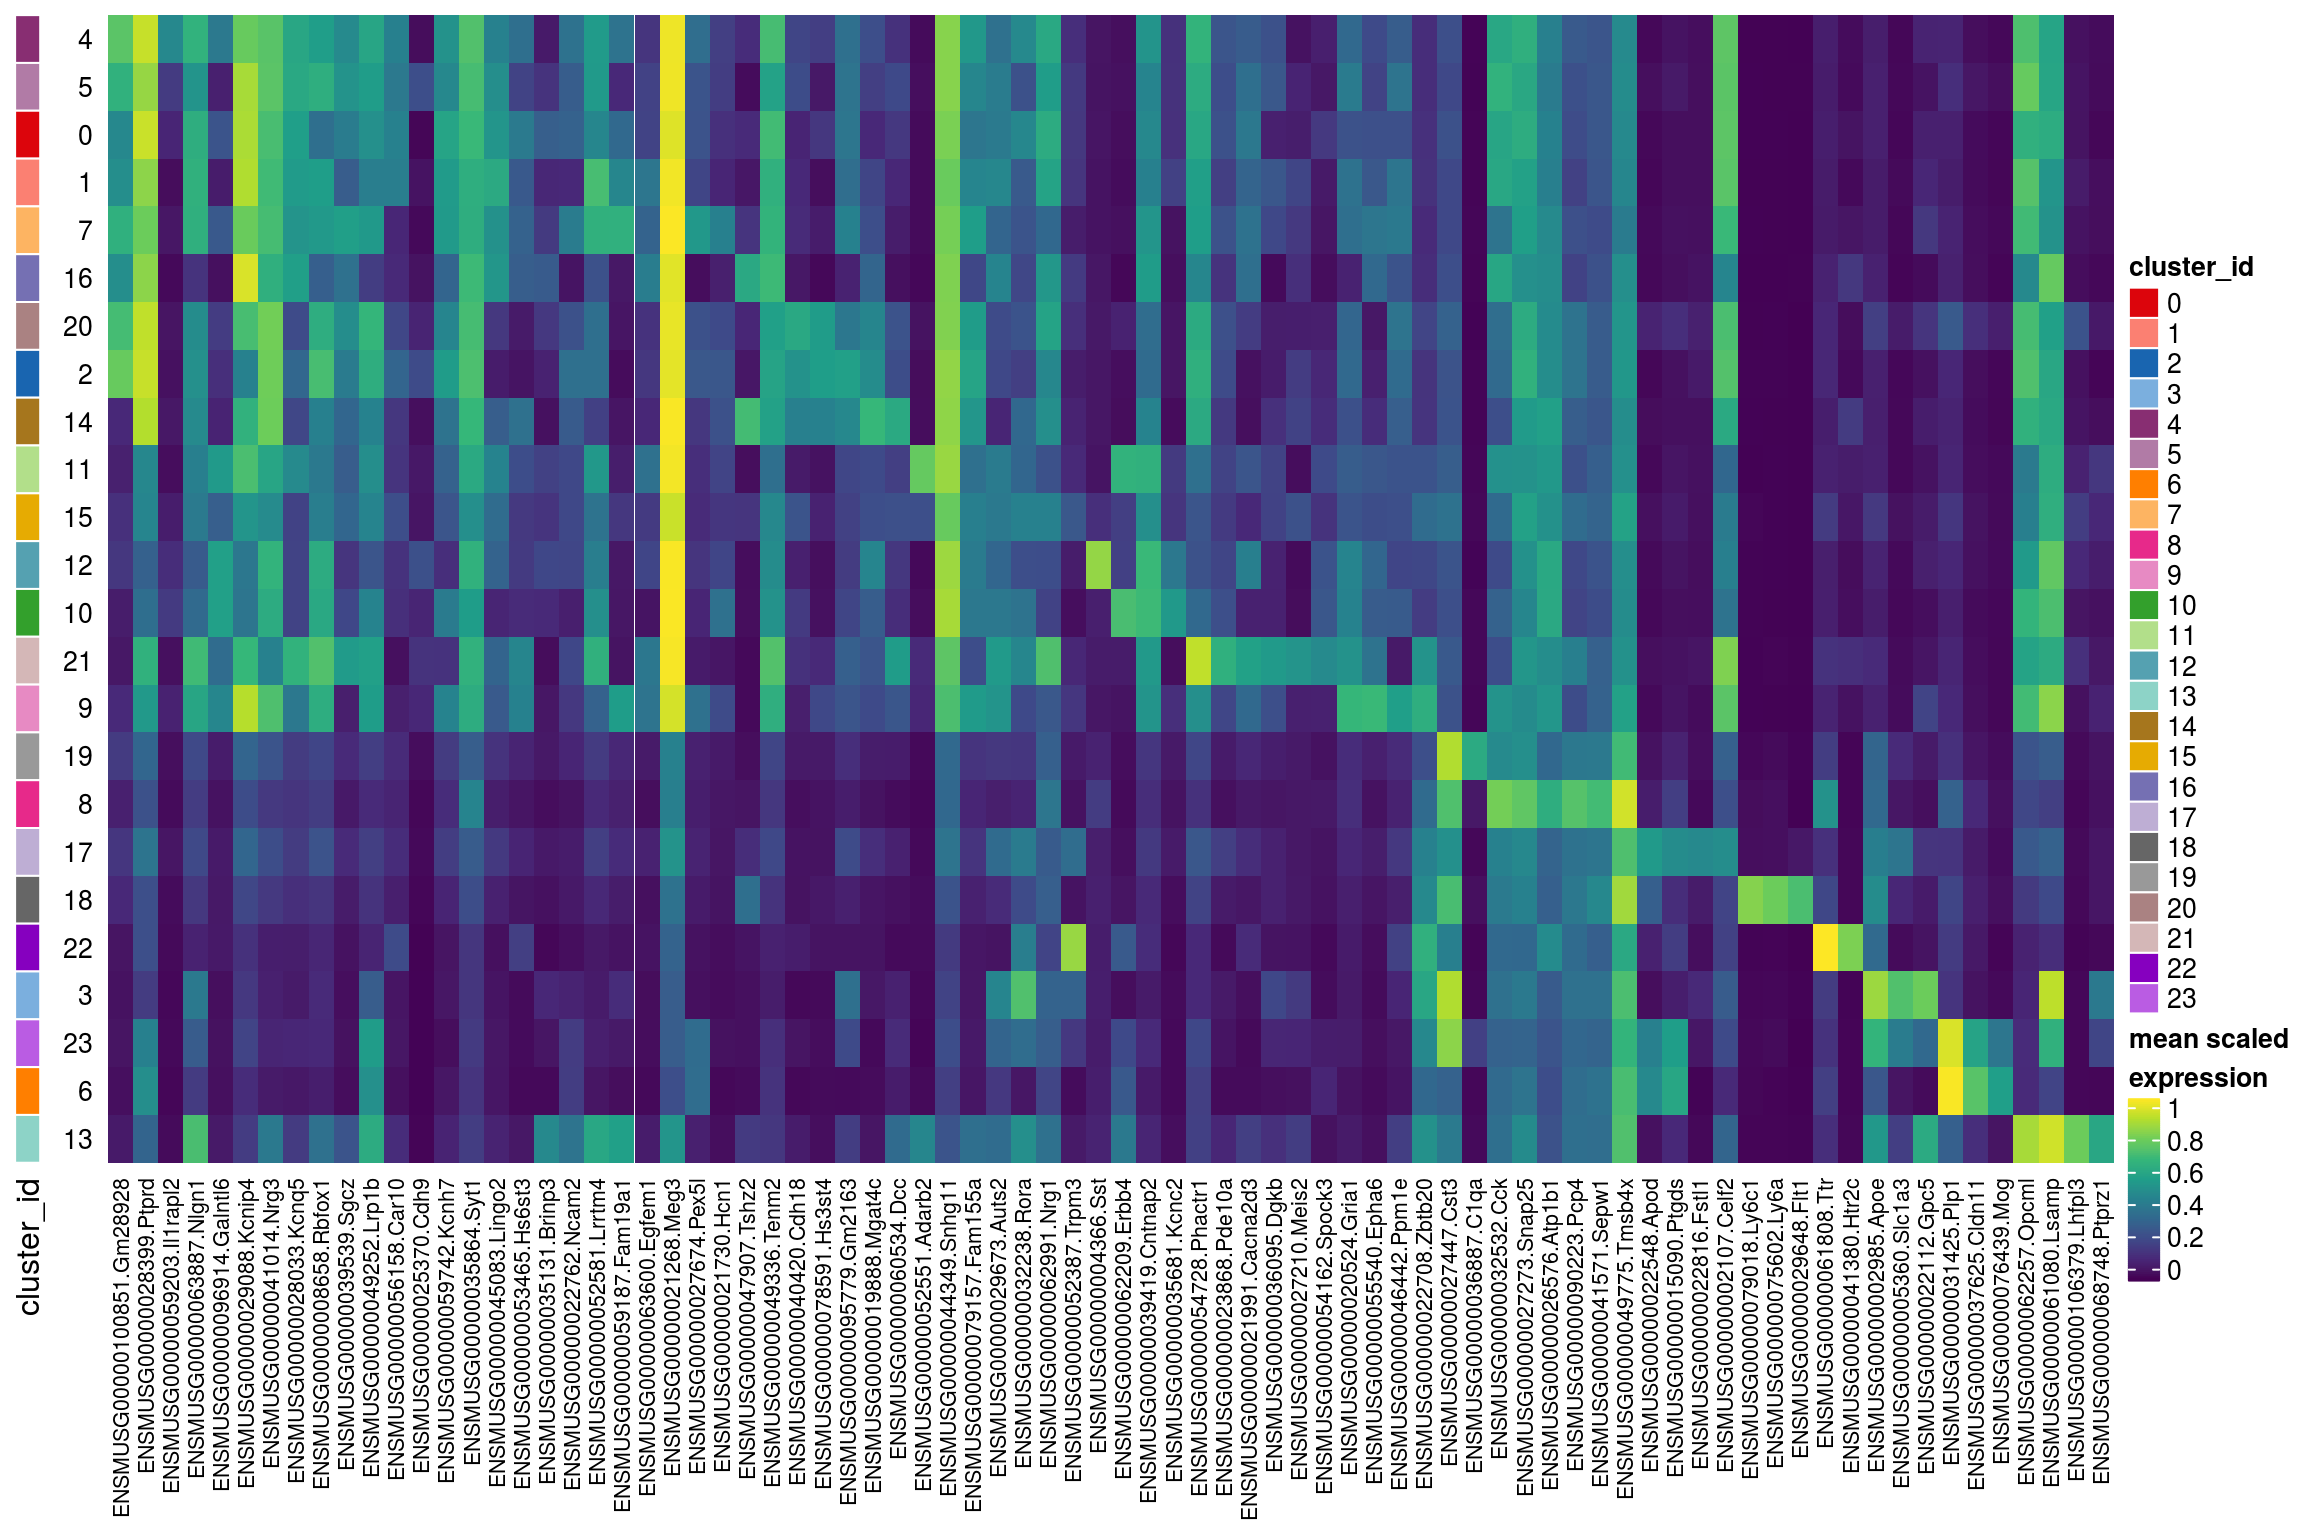 4
5
0
1
7
16
20
2
14
11
15
12
10
21
9
19
8
17
18
22
3
23
6
13
cluster_id
ENSMUSG00000100851.Gm28928
ENSMUSG00000028399.Ptprd
ENSMUSG00000059203.Il1rapl2
ENSMUSG00000063887.Nlgn1
ENSMUSG00000096914.Galntl6
ENSMUSG00000029088.Kcnip4
ENSMUSG00000041014.Nrg3
ENSMUSG00000028033.Kcnq5
ENSMUSG00000008658.Rbfox1
ENSMUSG00000039539.Sgcz
ENSMUSG00000049252.Lrp1b
ENSMUSG00000056158.Car10
ENSMUSG00000025370.Cdh9
ENSMUSG00000059742.Kcnh7
ENSMUSG00000035864.Syt1
ENSMUSG00000045083.Lingo2
ENSMUSG00000053465.Hs6st3
ENSMUSG00000035131.Brinp3
ENSMUSG00000022762.Ncam2
ENSMUSG00000052581.Lrrtm4
ENSMUSG00000059187.Fam19a1
ENSMUSG00000063600.Egfem1
ENSMUSG00000021268.Meg3
ENSMUSG00000027674.Pex5l
ENSMUSG00000021730.Hcn1
ENSMUSG00000047907.Tshz2
ENSMUSG00000049336.Tenm2
ENSMUSG00000040420.Cdh18
ENSMUSG00000078591.Hs3st4
ENSMUSG00000095779.Gm2163
ENSMUSG00000019888.Mgat4c
ENSMUSG00000060534.Dcc
ENSMUSG00000052551.Adarb2
ENSMUSG00000044349.Snhg11
ENSMUSG00000079157.Fam155a
ENSMUSG00000029673.Auts2
ENSMUSG00000032238.Rora
ENSMUSG00000062991.Nrg1
ENSMUSG00000052387.Trpm3
ENSMUSG00000004366.Sst
ENSMUSG00000062209.Erbb4
ENSMUSG00000039419.Cntnap2
ENSMUSG00000035681.Kcnc2
ENSMUSG00000054728.Phactr1
ENSMUSG00000023868.Pde10a
ENSMUSG00000021991.Cacna2d3
ENSMUSG00000036095.Dgkb
ENSMUSG00000027210.Meis2
ENSMUSG00000054162.Spock3
ENSMUSG00000020524.Gria1
ENSMUSG00000055540.Epha6
ENSMUSG00000046442.Ppm1e
ENSMUSG00000022708.Zbtb20
ENSMUSG00000027447.Cst3
ENSMUSG00000036887.C1qa
ENSMUSG00000032532.Cck
ENSMUSG00000027273.Snap25
ENSMUSG00000026576.Atp1b1
ENSMUSG00000090223.Pcp4
ENSMUSG00000041571.Sepw1
ENSMUSG00000049775.Tmsb4x
ENSMUSG00000022548.Apod
ENSMUSG00000015090.Ptgds
ENSMUSG00000022816.Fstl1
ENSMUSG00000002107.Celf2
ENSMUSG00000079018.Ly6c1
ENSMUSG00000075602.Ly6a
ENSMUSG00000029648.Flt1
ENSMUSG00000061808.Ttr
ENSMUSG00000041380.Htr2c
ENSMUSG00000002985.Apoe
ENSMUSG00000005360.Slc1a3
ENSMUSG00000022112.Gpc5
ENSMUSG00000031425.Plp1
ENSMUSG00000037625.Cldn11
ENSMUSG00000076439.Mog
ENSMUSG00000062257.Opcml
ENSMUSG00000061080.Lsamp
ENSMUSG00000106379.Lhfpl3
ENSMUSG00000068748.Ptprz1
cluster_id
0
1
2
3
4
5
6
7
8
9
10
11
12
13
14
15
16
17
18
19
20
21
22
23
mean scaled
expression
1
0.8
0.6
0.4
0.2
0